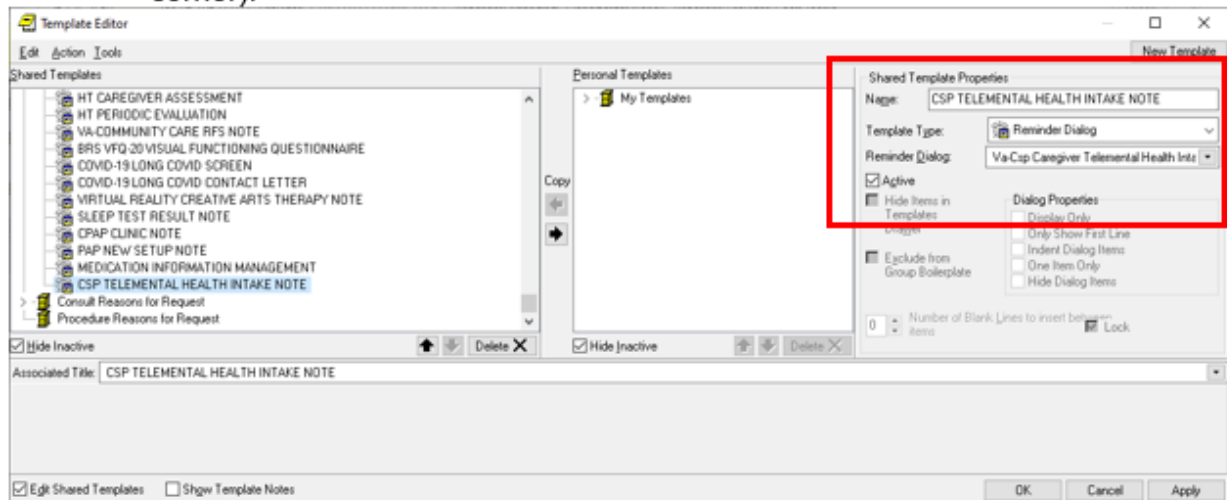 corner).
Template Editor
Edit Action Tools
New Template
Shared Templates
HT CAREGIVER ASSESSMENT
HT PERIODIC EVALUATION
VA-COMMUNITY CARE RFS NOTE
BRS VFQ-20 VISUAL FUNCTIONING QUESTIONNAIRE
COVID-19 LONG COVID SCREEN
COVID-19 LONG COVID CONTACT LETTER
VIRTUAL REALITY CREATIVE ARTS THERAPY NOTE
SLEEP TEST RESULT NOTE
CPAP CLINIC NOTE
PAP NEW SETUP NOTE
MEDICATION INFORMATION MANAGEMENT
CSP TELEMENTAL HEALTH INTAKE NOTE
Consult Reasons for Request
Procedure Reasons for Request
Hide Inactive
Delete
Copy
Personal Templates
My Templates
Hide Inactive
Delete
Shared Template Properties
Name: CSP TELEMENTAL HEALTH INTAKE NOTE
Template Type: Reminder Dialog
Reminder Dialog: Va-Csp Caregiver Telemental Health Inta
Active
Hide Items in
Templates
Drawer
Exclude from
Group Boilerplate
Dialog Properties
Display Only
Only Show First Line
Indent Dialog Items
One Item Only
Hide Dialog Items
0 Number of Blank Lines to insert between
items
Lock
Associated Title: CSP TELEMENTAL HEALTH INTAKE NOTE
Edit Shared Templates Show Template Notes
OK Cancel Apply